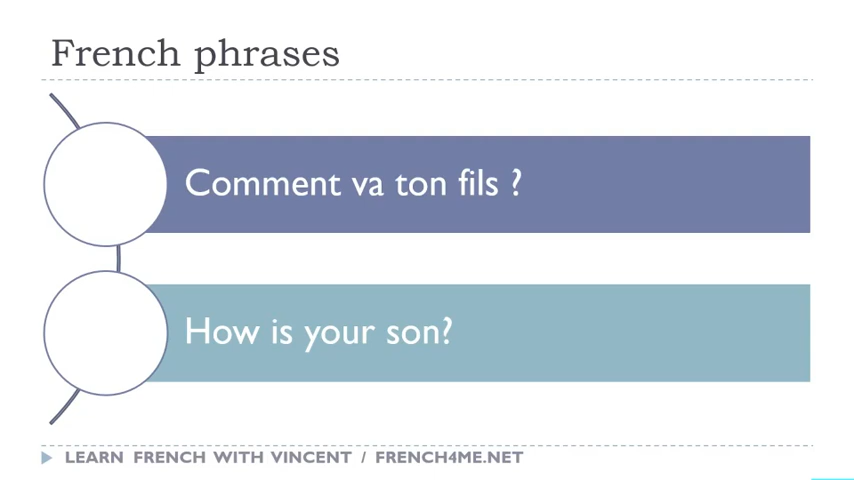 French phrases
Comment va ton fils ?
How is your son?
LEARN FRENCH WITH VINCENT / FRENCH4ME.NET